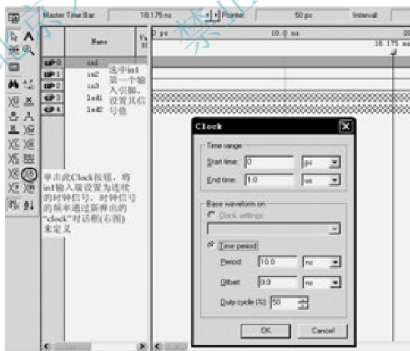 Master Time Bar: 18.175 ns Pointer: 50 ps Interval:
Name
0 ps 10.0 ns
18.175 ns
0 in1
1 in2
2 in3
3 led1
4 led2
选中in1
第一个输
入引脚，
设置其信
号值
单击此Clock按钮，将
in1输入端设置为连续
的时钟信号，时钟信号
的频率通过新弹出的
“clock”对话框(右图)
来定义
Clock
Time range
Start time: 0 ps
End time: 1.0 us
Base waveform on
Clock settings:
Time period:
Period: 10.0 ns
Offset: 0.0 ns
Duty cycle (%): 50
OK Cancel